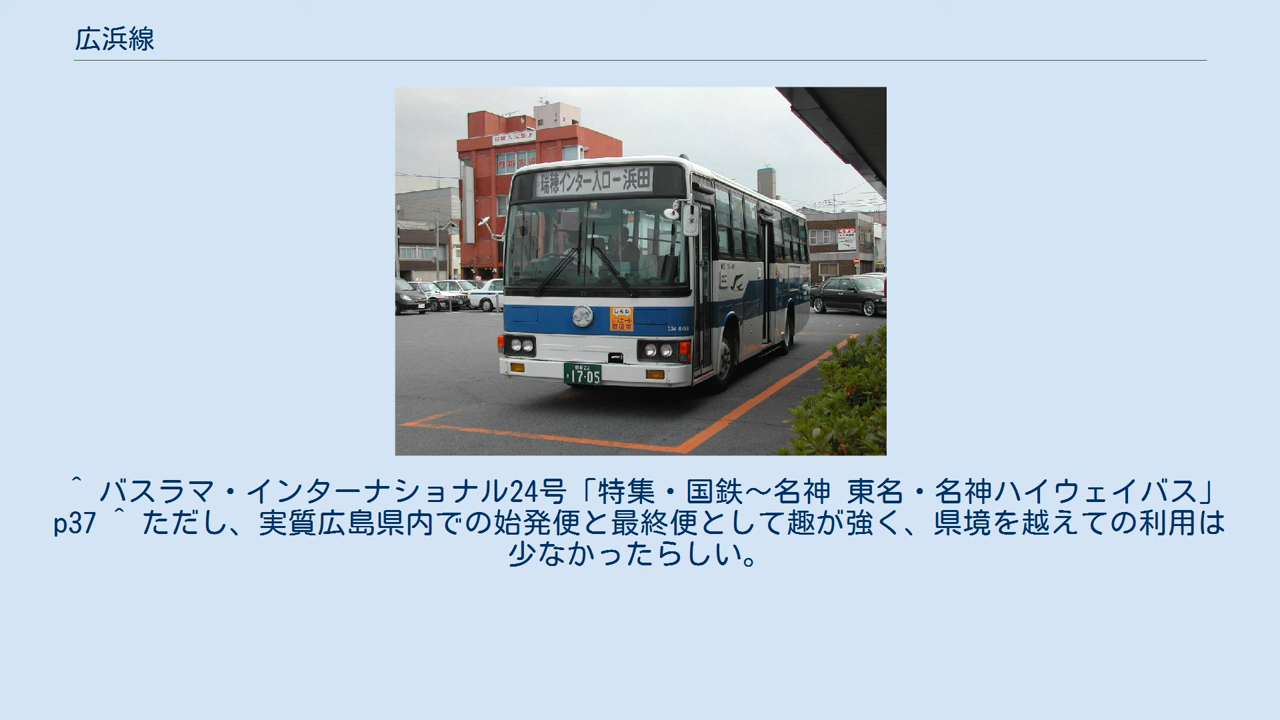 広浜線
瑞穂インター入口ー浜田
17-05
^ バスラマ・インターナショナル24号「特集・国鉄〜名神 東名・名神ハイウェイバス」
p37 ^ ただし、実質広島県内での始発便と最終便として趣が強く、県境を越えての利用は
少なかったらしい。